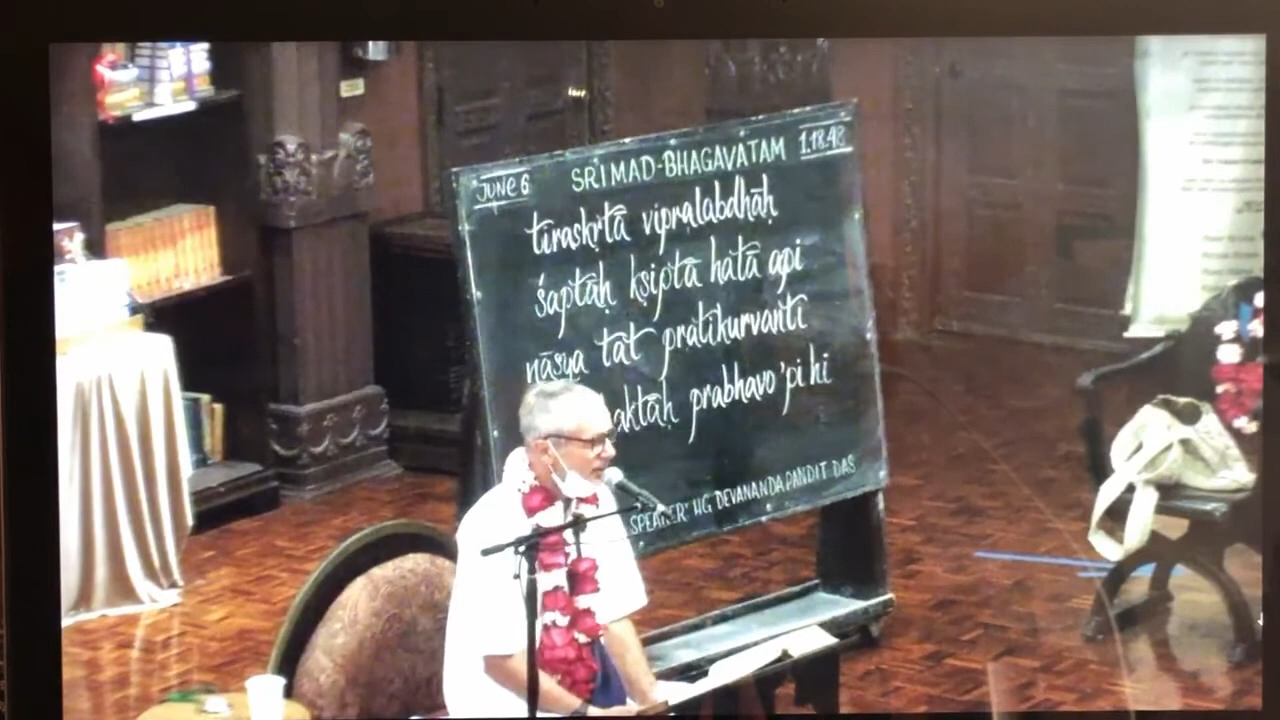 JUNE 6
SRIMAD-BHAGAVATAM
1.18.48
tiraskṛtā vipralabdhāḥ
śaptāḥ kṣiptā hatā api
nāsya tat pratikurvanti
aktāḥ prabhavo 'pi hi
SPEAKER: HG DEVANANDA PANDIT DAS